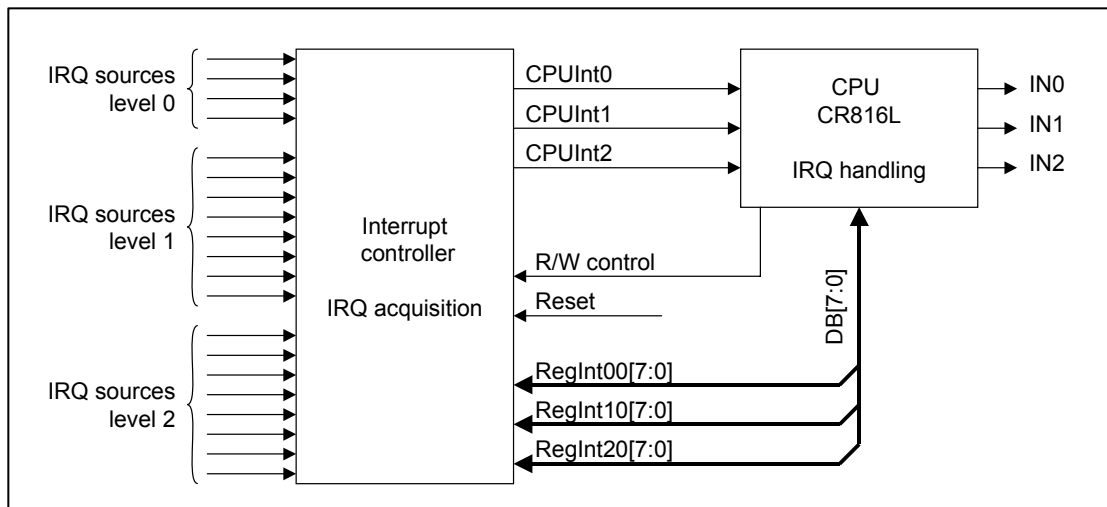 IRQ sources
level 0
IRQ sources
level 1
IRQ sources
level 2
Interrupt
controller
IRQ acquisition
CPUInt0
CPUInt1
CPUInt2
R/W control
Reset
RegInt00[7:0]
RegInt10[7:0]
RegInt20[7:0]
CPU
CR816L
IRQ handling
DB[7:0]
IN0
IN1
IN2